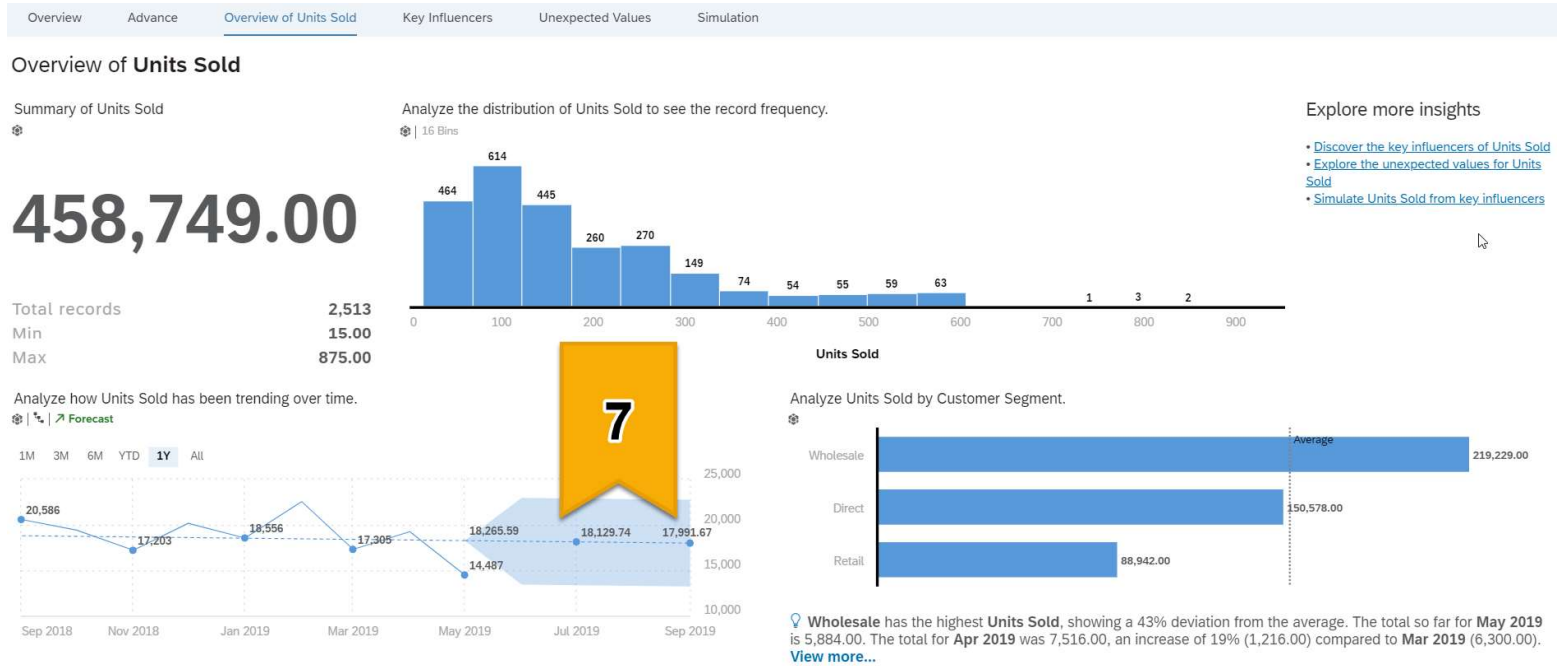 Overview Advance Overview of Units Sold Key Influencers Unexpected Values Simulation
Overview of Units Sold
Summary of Units Sold
458,749.00
Total records 2,513
Min 15.00
Max 875.00
Analyze the distribution of Units Sold to see the record frequency.
| 16 Bins
464 614 445 260 270 149 74 54 55 59 63 1 3 2
0 100 200 300 400 500 600 700 800 900
Units Sold
Explore more insights
• Discover the key influencers of Units Sold
• Explore the unexpected values for Units
Sold
• Simulate Units Sold from key influencers
Analyze how Units Sold has been trending over time.
| | Forecast
1M 3M 6M YTD 1Y All
25,000
20,000
15,000
10,000
20,586 17,203 18,556 17,305 18,265.59 14,487 18,129.74 17,991.67
Sep 2018 Nov 2018 Jan 2019 Mar 2019 May 2019 Jul 2019 Sep 2019
7
Analyze Units Sold by Customer Segment.
Average
Wholesale 219,229.00
Direct 150,578.00
Retail 88,942.00
Wholesale has the highest Units Sold, showing a 43% deviation from the average. The total so far for May 2019
is 5,884.00. The total for Apr 2019 was 7,516.00, an increase of 19% (1,216.00) compared to Mar 2019 (6,300.00).
View more...